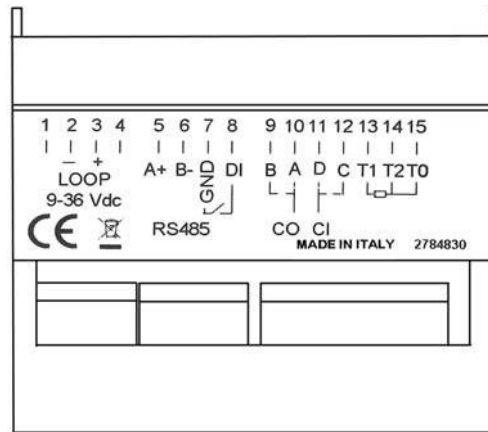 1 2 3 4 5 6 7 8 9 10 11 12 13 14 15
− + A+ B- GND DI B A D C T1 T2 T0
LOOP
9-36 Vdc
CE RS485 CO CI
MADE IN ITALY 2784830